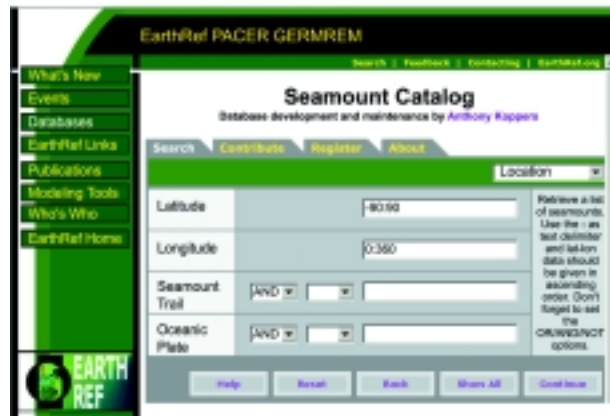 EarthRef PACER GERMREM
Search | Feedback | Contacting | EarthRef.org
What's New
Events
Databases
EarthRef Links
Publications
Modeling Tools
Who's Who
EarthRef Home
Seamount Catalog
Database development and maintenance by Anthony Koppers
Search Contribute Register About
Location
Latitude
-90:90
Longitude
0:360
Seamount Trail
AND
Oceanic Plate
AND
Retrieve a list
of seamounts.
Use the : as
text delimiter
and lat-lon
data should
be given in
ascending
order. Don't
forget to set
the
OR/AND/NOT
options.
Help Reset Back Show All Continue
EARTH
REF